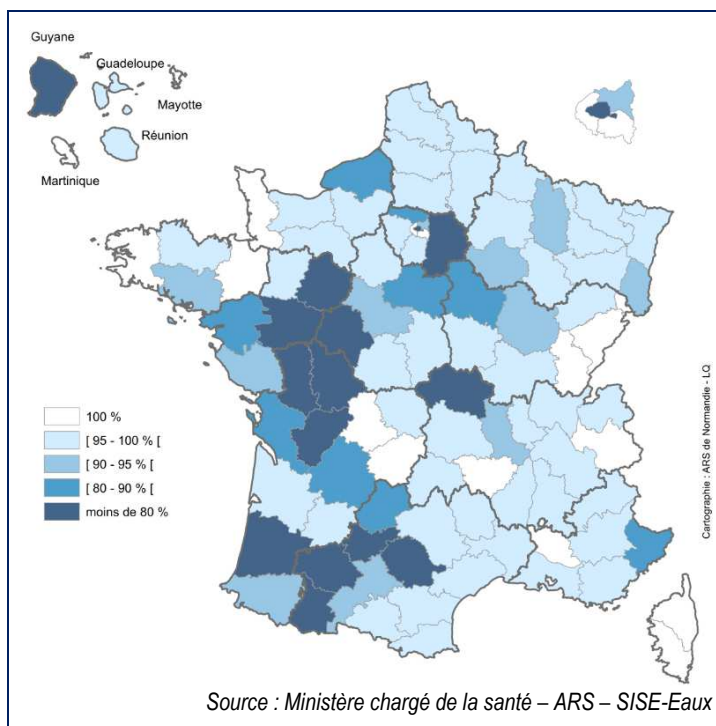 Guyane
Guadeloupe
Mayotte
Réunion
Martinique
100 %
[ 95 - 100 % [
[ 90 - 95 % [
[ 80 - 90 % [
moins de 80 %
Cartographie : ARS de Normandie - LQ
Source : Ministère chargé de la santé – ARS – SISE-Eaux